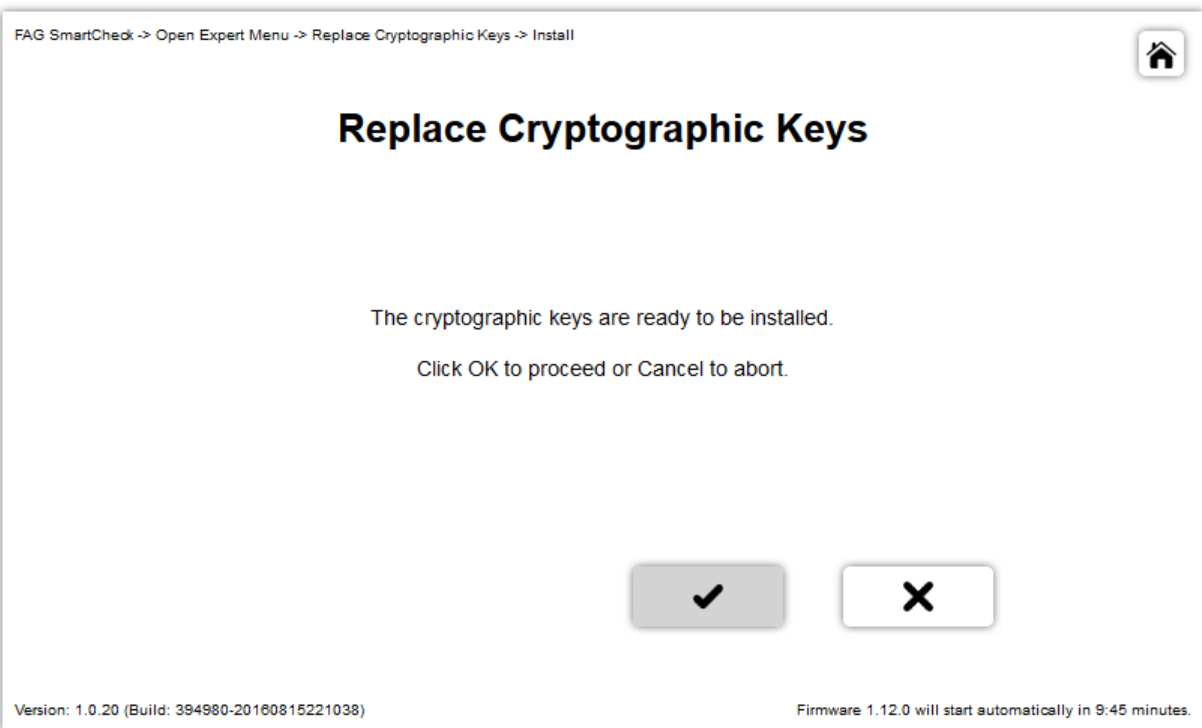 FAG SmartCheck -> Open Expert Menu -> Replace Cryptographic Keys -> Install
Replace Cryptographic Keys
The cryptographic keys are ready to be installed.
Click OK to proceed or Cancel to abort.
Version: 1.0.20 (Build: 394980-20160815221038)
Firmware 1.12.0 will start automatically in 9:45 minutes.